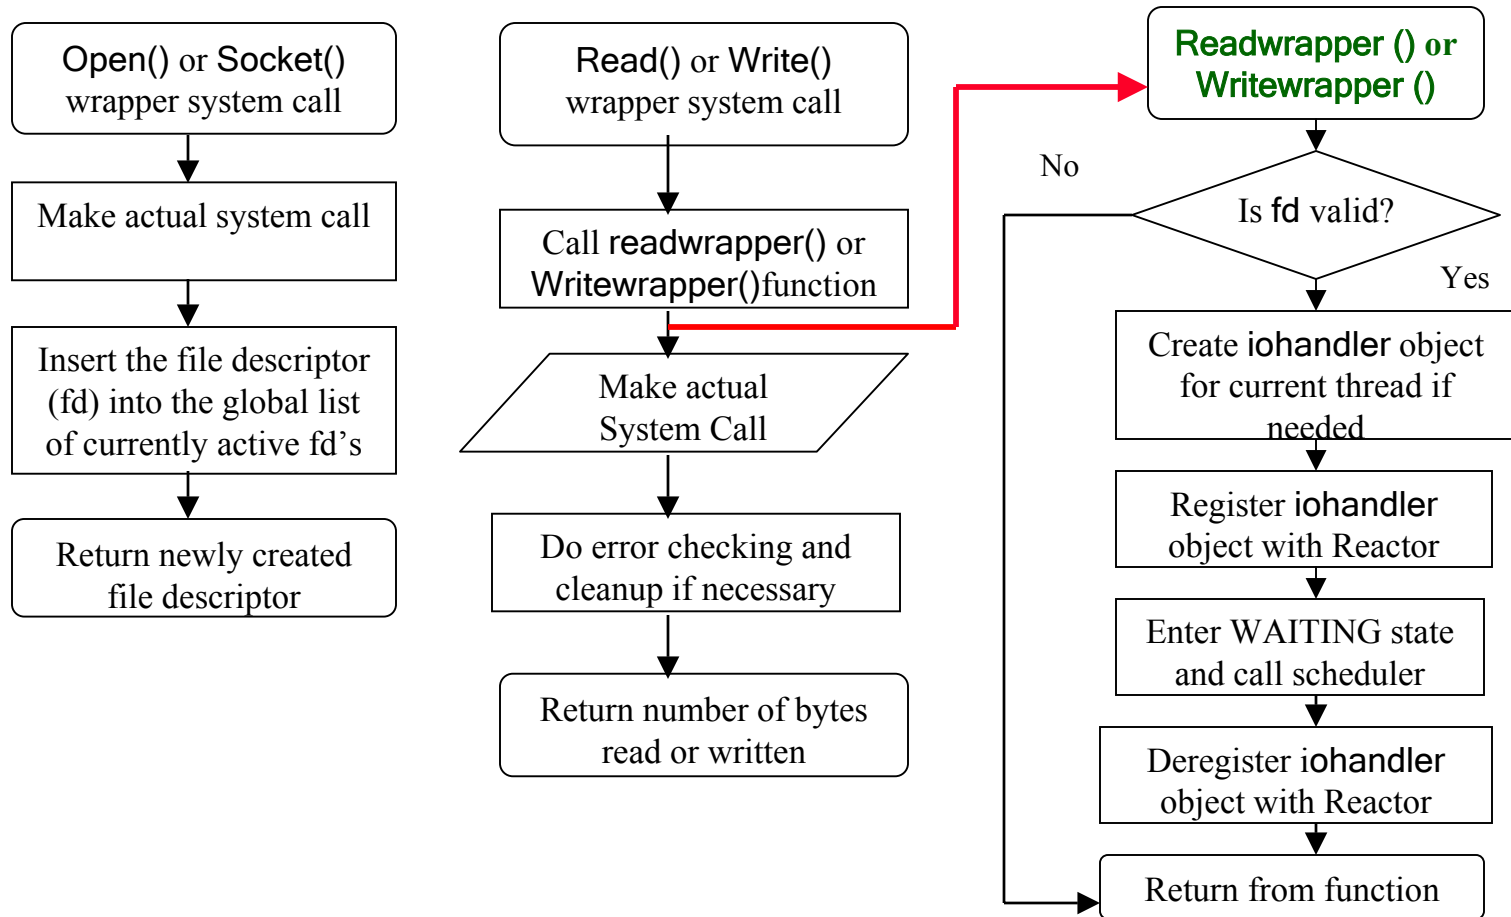 Open() or Socket()
wrapper system call
Make actual system call
Insert the file descriptor
(fd) into the global list
of currently active fd’s
Return newly created
file descriptor
Read() or Write()
wrapper system call
Call readwrapper() or
Writewrapper()function
Make actual
System Call
Do error checking and
cleanup if necessary
Return number of bytes
read or written
Readwrapper () or
Writewrapper ()
No
Is fd valid?
Yes
Create iohandler object
for current thread if
needed
Register iohandler
object with Reactor
Enter WAITING state
and call scheduler
Deregister iohandler
object with Reactor
Return from function